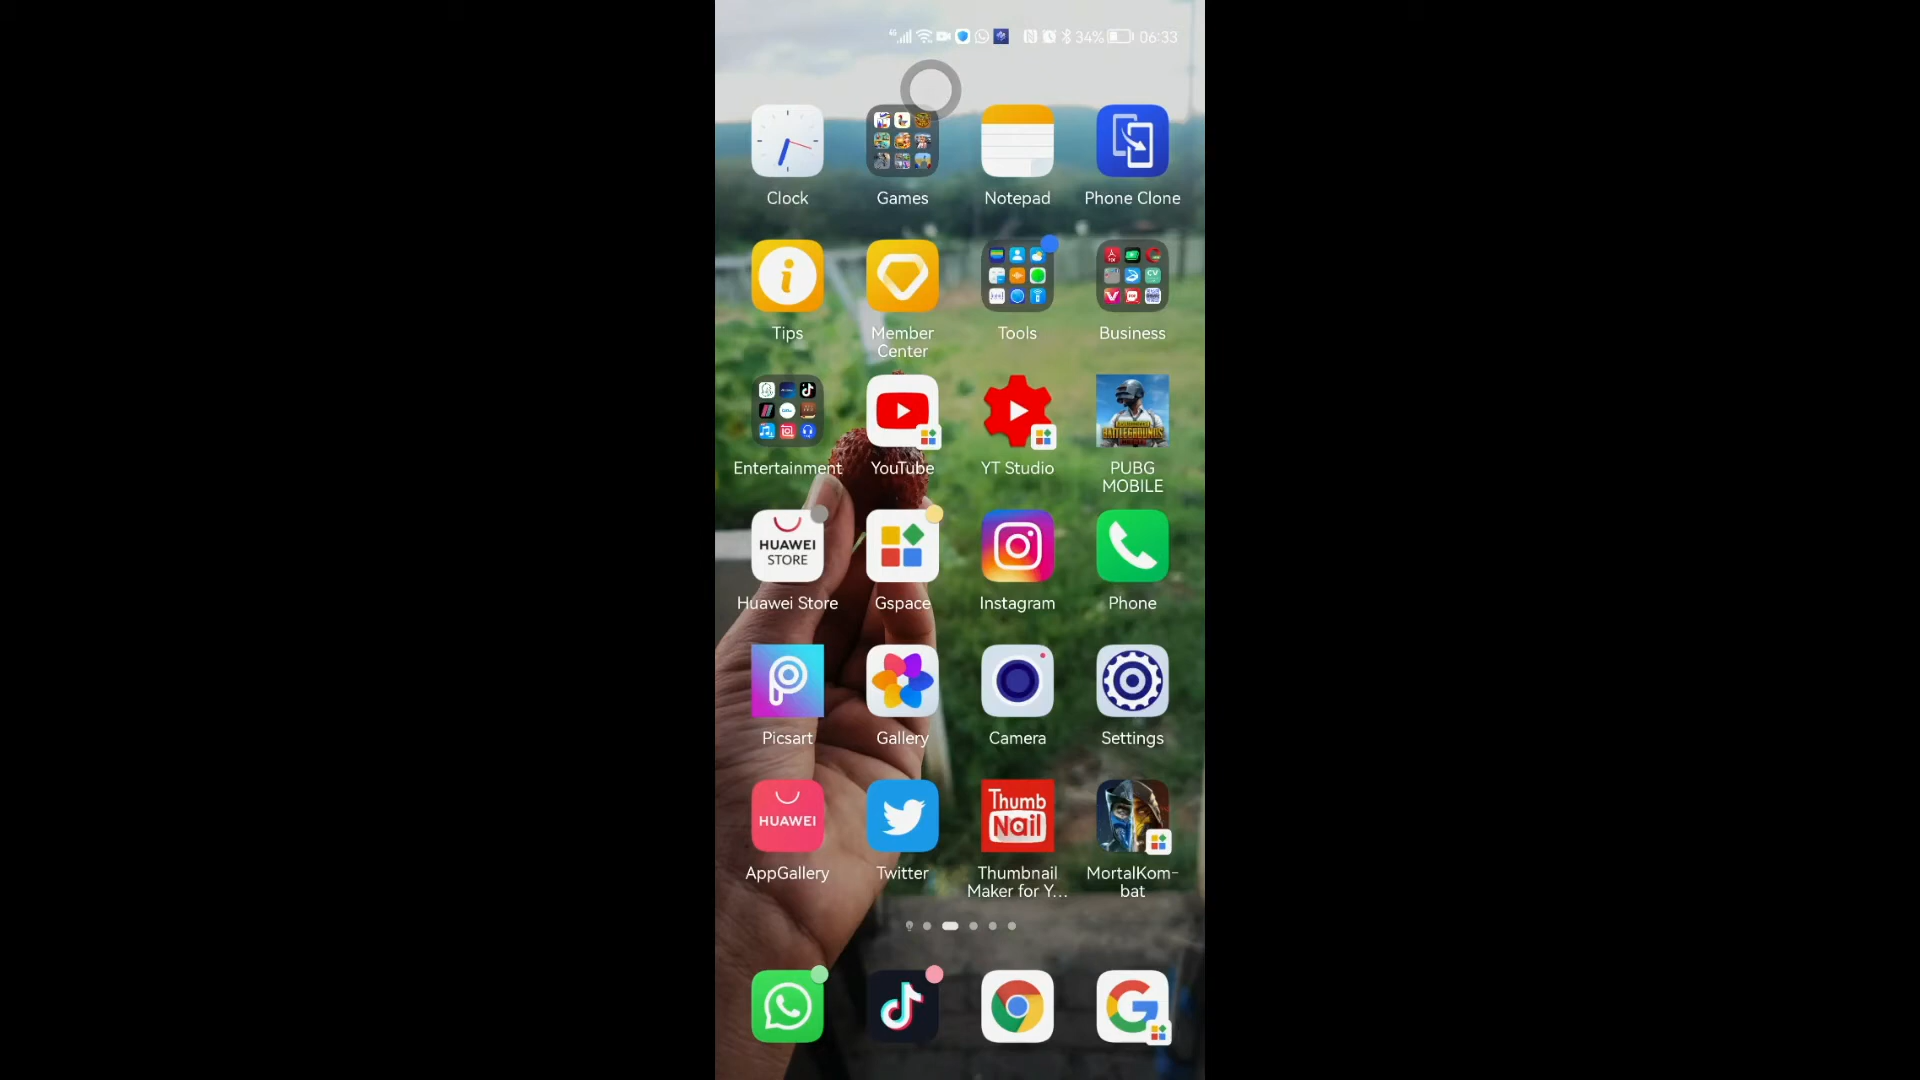 4G 34% 06:33
Clock Games Notepad Phone Clone
Tips Member Center Tools Business
Entertainment YouTube YT Studio PUBG MOBILE
HUAWEI STORE
Huawei Store Gspace Instagram Phone
Picsart Gallery Camera Settings
HUAWEI
Thumb Nail
AppGallery Twitter Thumbnail Maker for Y... MortalKom-bat